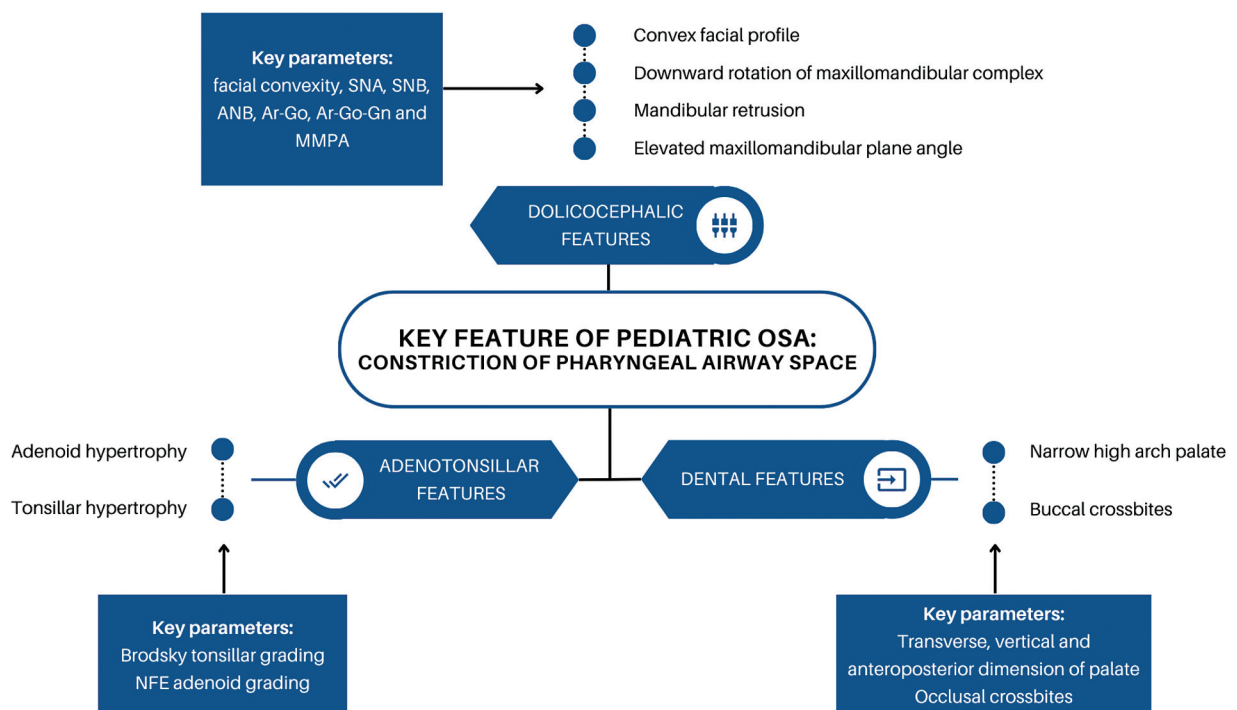 Key parameters:
facial convexity, SNA, SNB,
ANB, Ar-Go, Ar-Go-Gn and
MMPA
Convex facial profile
Downward rotation of maxillomandibular complex
Mandibular retrusion
Elevated maxillomandibular plane angle
DOLICOCEPHALIC
FEATURES
KEY FEATURE OF PEDIATRIC OSA:
CONSTRICTION OF PHARYNGEAL AIRWAY SPACE
Adenoid hypertrophy
Tonsillar hypertrophy
ADENOTONSILLAR
FEATURES
DENTAL FEATURES
Narrow high arch palate
Buccal crossbites
Key parameters:
Brodsky tonsillar grading
NFE adenoid grading
Key parameters:
Transverse, vertical and
anteroposterior dimension of palate
Occlusal crossbites